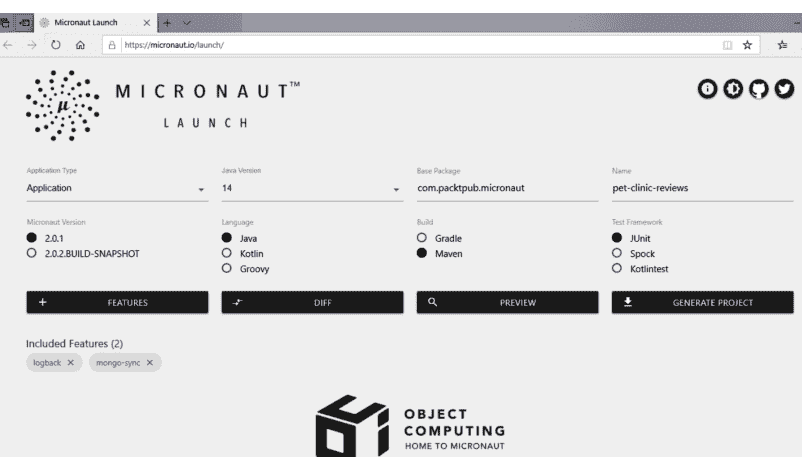 Micronaut Launch
https://micronaut.io/launch/
μ
MICRONAUT™
LAUNCH
Application Type
Java Version
Base Package
Name
Application
14
com.packtpub.micronaut
pet-clinic-reviews
Micronaut Version
Language
Build
Test Framework
2.0.1
Java
Gradle
JUnit
2.0.2.BUILD-SNAPSHOT
Kotlin
Maven
Spock
Groovy
Kotlintest
FEATURES
DIFF
PREVIEW
GENERATE PROJECT
Included Features (2)
logback
mongo-sync
OBJECT
COMPUTING
HOME TO MICRONAUT